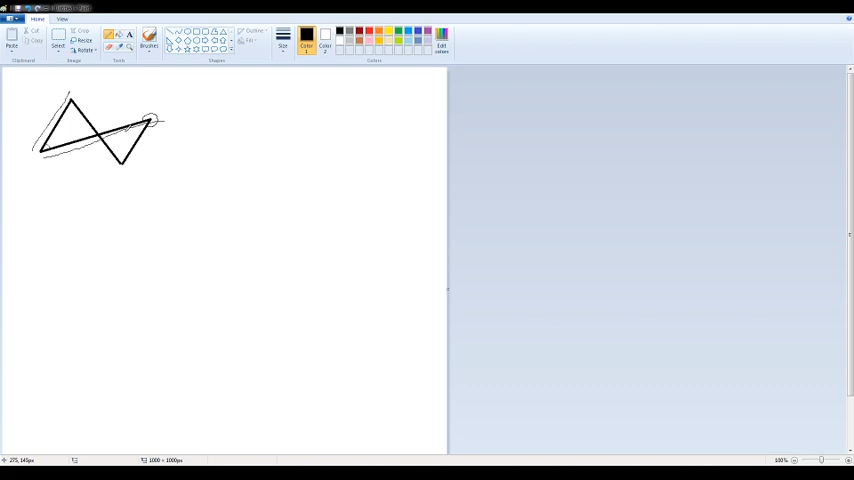 Home View
Cut
Copy
Paste
Clipboard
Select
Crop
Resize
Rotate
Image
A
Tools
Brushes
Shapes
Outline
Fill
Size
Color 1
Color 2
Edit colors
Colors
275, 145px
1000 × 1000px
100%